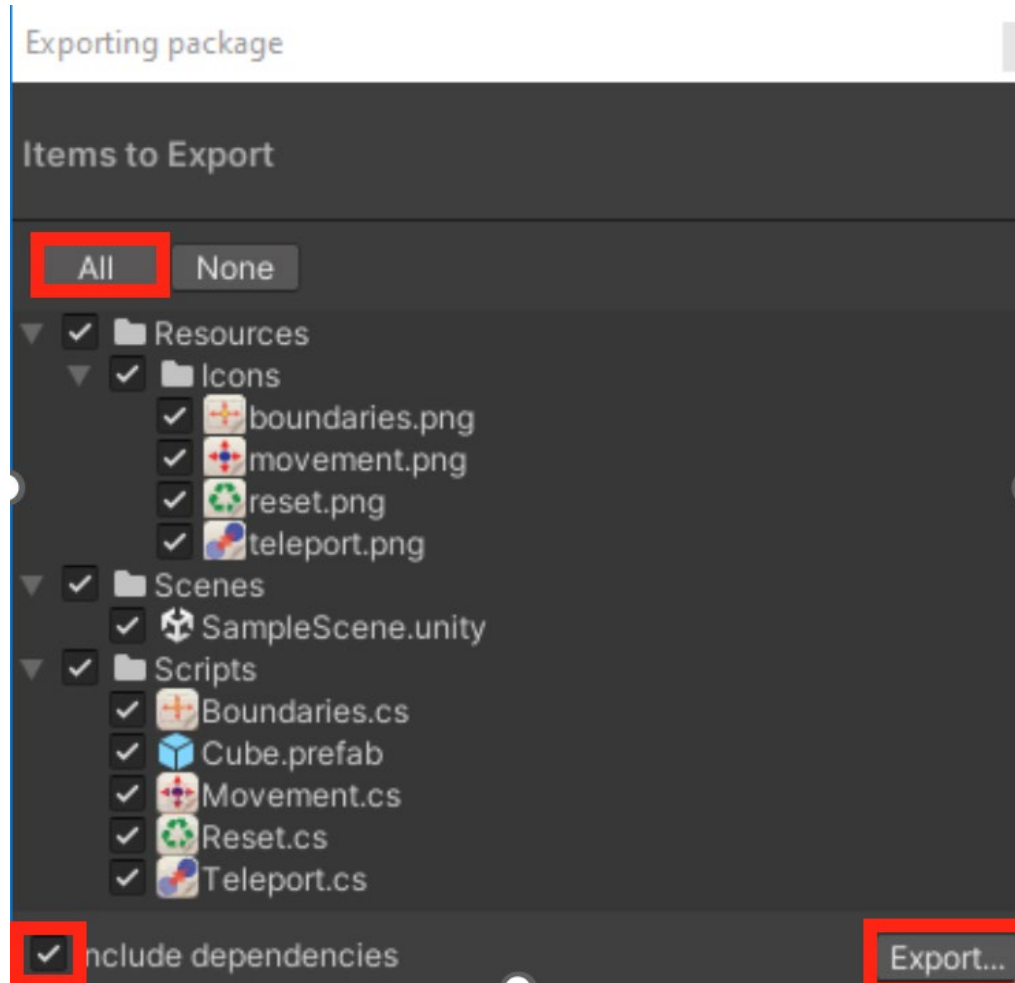 Exporting package
Items to Export
All None
Resources
Icons
boundaries.png
movement.png
reset.png
teleport.png
Scenes
SampleScene.unity
Scripts
Boundaries.cs
Cube.prefab
Movement.cs
Reset.cs
Teleport.cs
nclude dependencies Export...